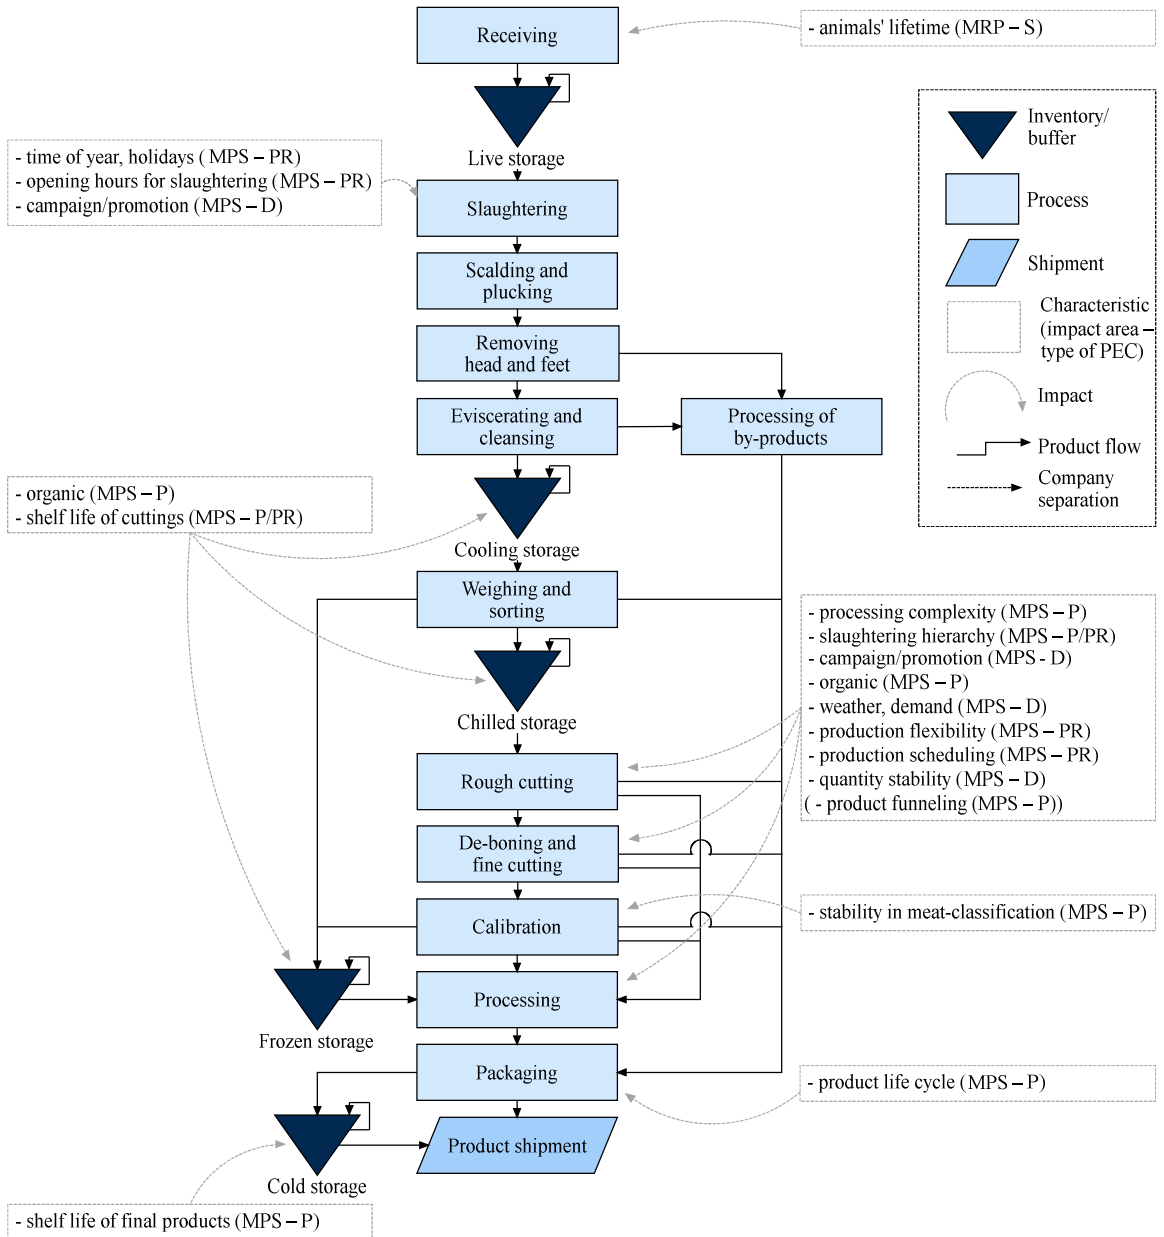 Receiving
- animals' lifetime (MRP – S)
Live storage
- time of year, holidays (MPS – PR)
- opening hours for slaughtering (MPS – PR)
- campaign/promotion (MPS – D)
Slaughtering
Scalding and
plucking
Removing
head and feet
Eviscerating and
cleansing
Processing of
by-products
Inventory/
buffer
Process
Shipment
Characteristic
(impact area –
type of PEC)
Impact
Product flow
Company
separation
- organic (MPS – P)
- shelf life of cuttings (MPS – P/PR)
Cooling storage
Weighing and
sorting
Chilled storage
- processing complexity (MPS – P)
- slaughtering hierarchy (MPS – P/PR)
- campaign/promotion (MPS - D)
- organic (MPS – P)
- weather, demand (MPS – D)
- production flexibility (MPS – PR)
- production scheduling (MPS – PR)
- quantity stability (MPS – D)
( - product funneling (MPS – P))
Rough cutting
De-boning and
fine cutting
Calibration
- stability in meat-classification (MPS – P)
Processing
Frozen storage
Packaging
- product life cycle (MPS – P)
Product shipment
Cold storage
- shelf life of final products (MPS – P)